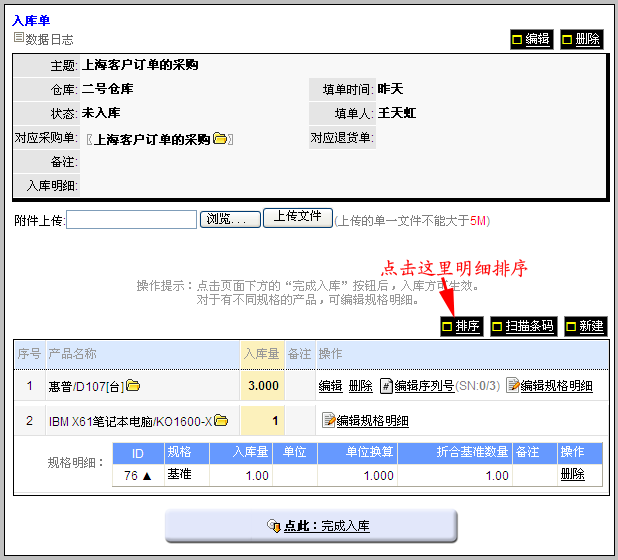 入库单
数据日志 编辑 删除
主题: 上海客户订单的采购
仓库: 二号仓库 填单时间: 昨天
状态: 未入库 填单人: 王天虹
对应采购单: 〖上海客户订单的采购〗 对应退货单:
备注:
入库明细:
附件上传: 浏览... 上传文件 (上传的单一文件不能大于5M)
点击这里明细排序
操作提示：点击页面下方的“完成入库”按钮后，入库方可生效。
对于有不同规格的产品，可编辑规格明细。
排序 扫描条码 新建
序号 产品名称 入库量 备注 操作
1 惠普/D107[台] 3.000 编辑 删除 # 编辑序列号(SN:0/3) 编辑规格明细
2 IBM X61笔记本电脑/KO1600-X 1 编辑规格明细
规格明细： ID 规格 入库量 单位 单位换算 折合基准数量 备注 操作
76 ▲ 基准 1.00 1.000 1.00 删除
点此：完成入库